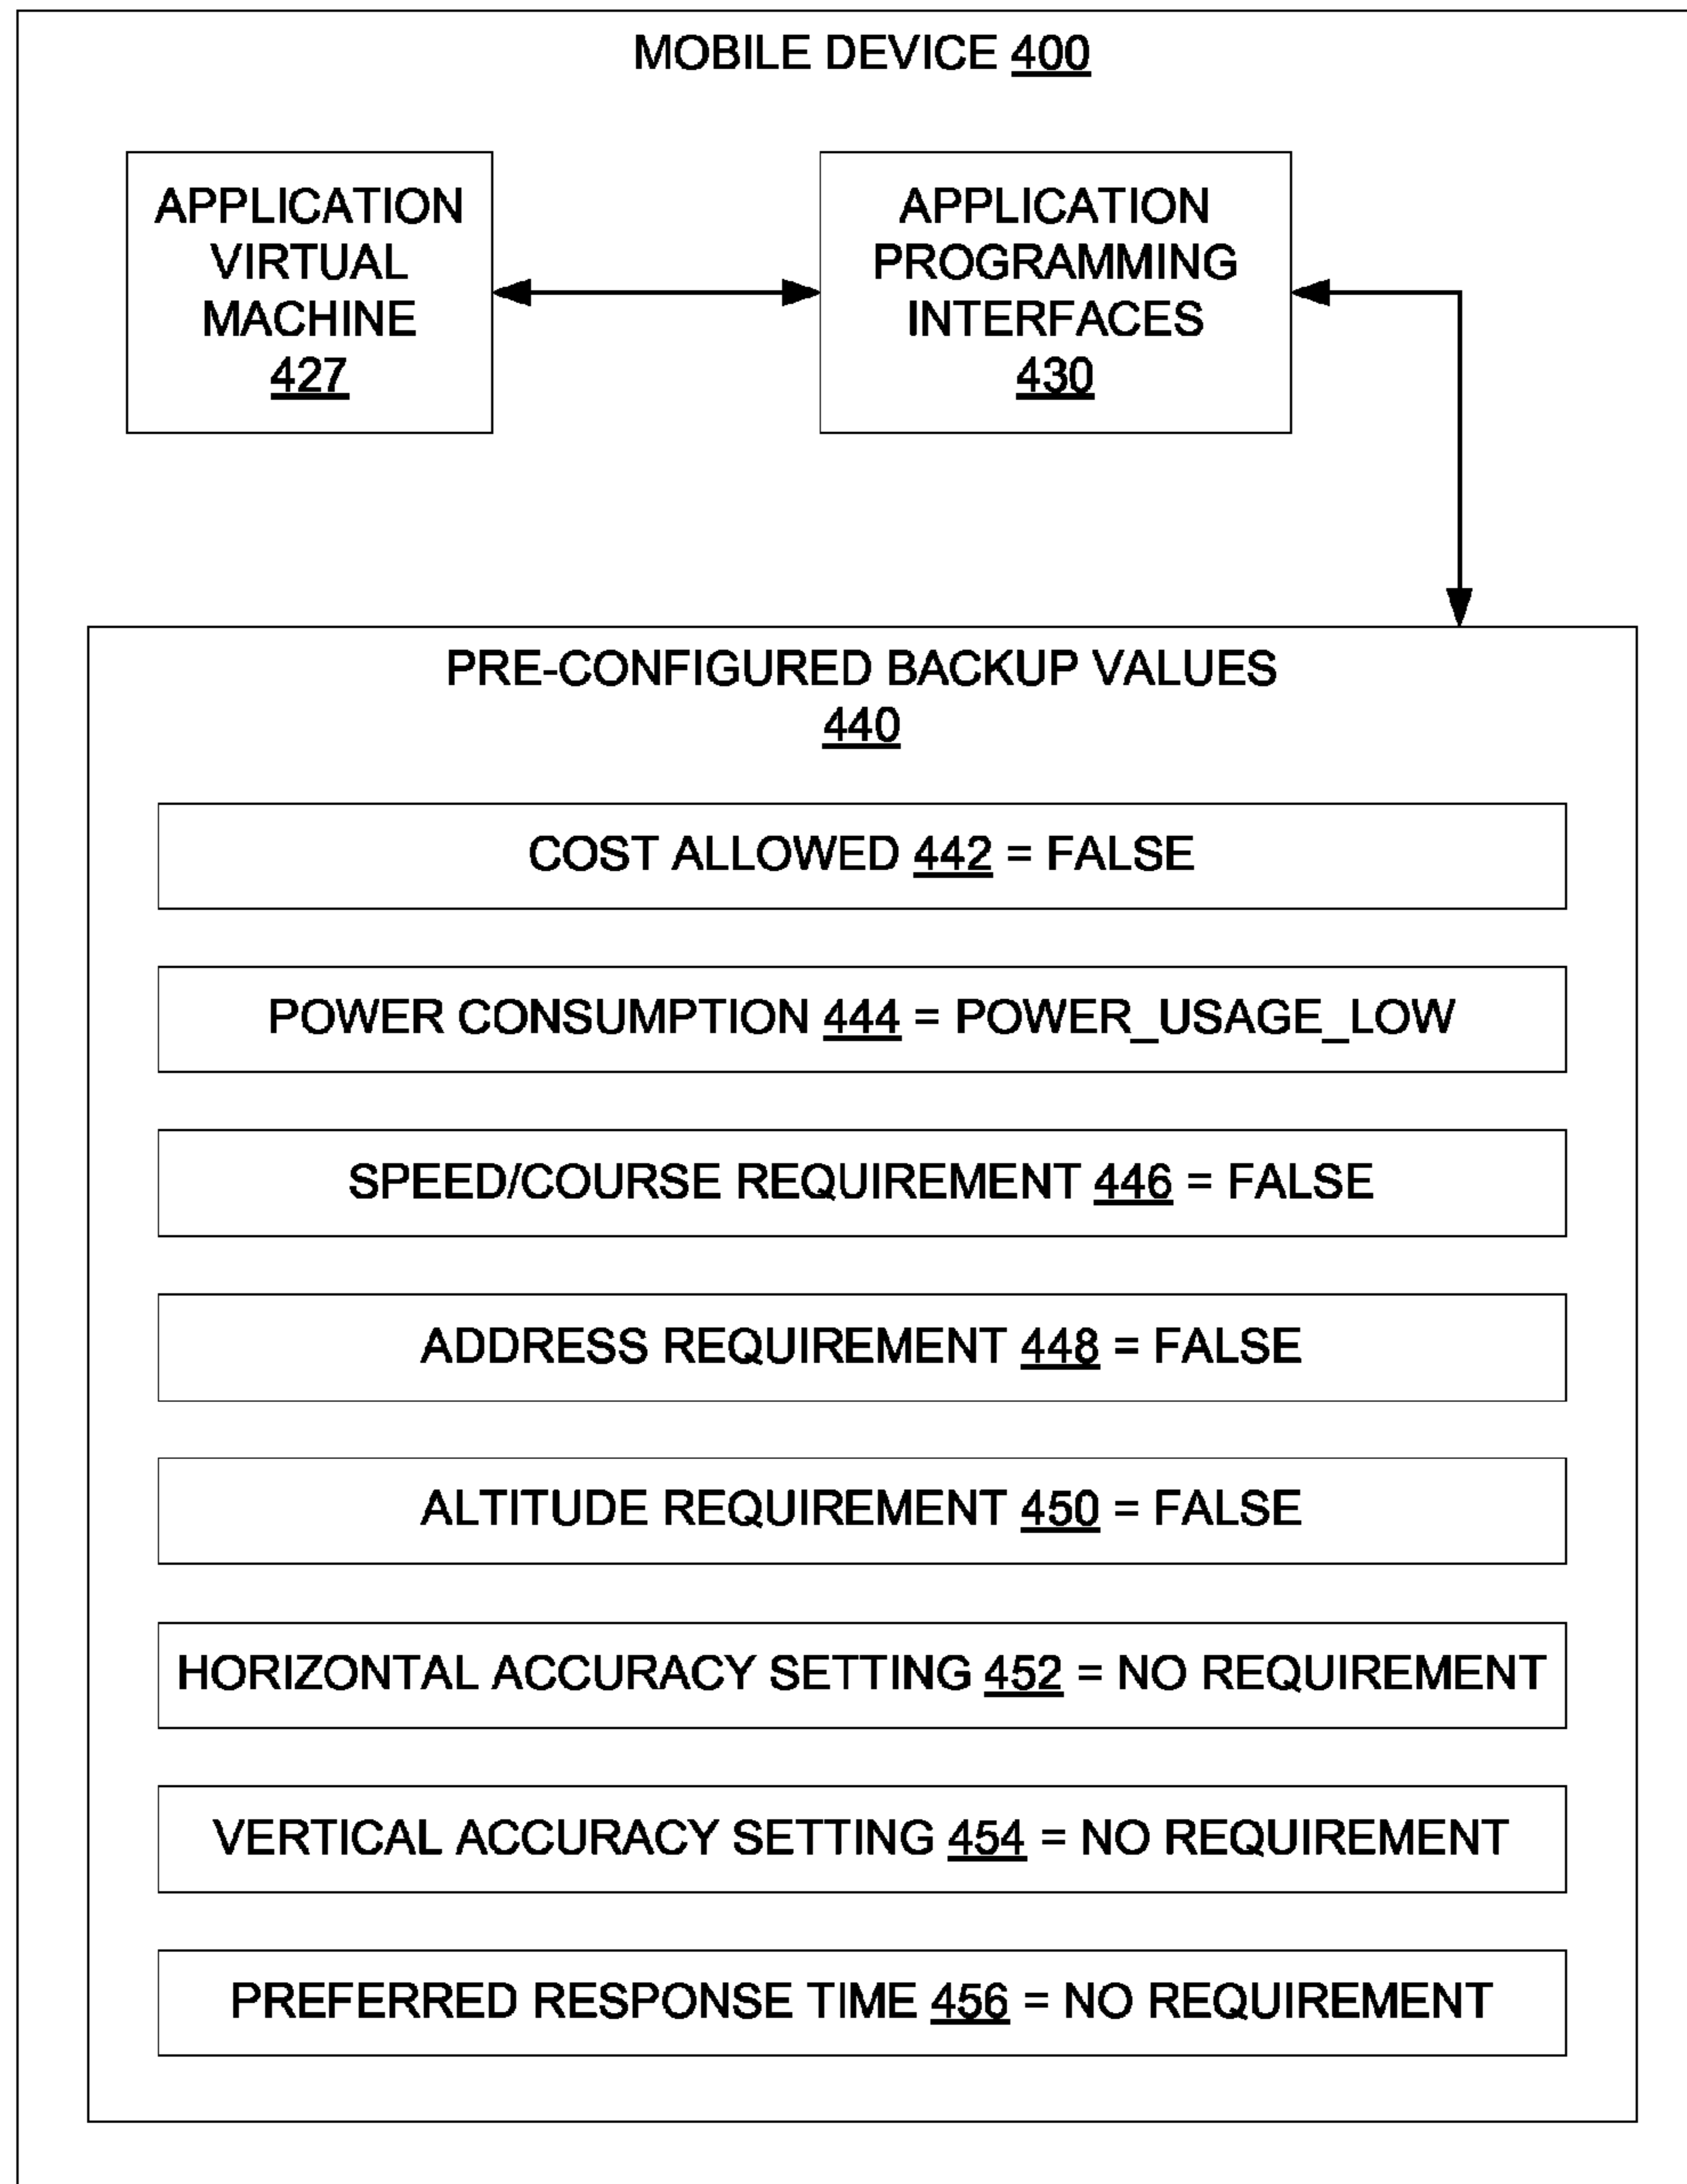 MOBILE DEVICE 400
APPLICATION
VIRTUAL
MACHINE
427
APPLICATION
PROGRAMMING
INTERFACES
430
PRE-CONFIGURED BACKUP VALUES
440
COST ALLOWED 442 = FALSE
POWER CONSUMPTION 444 = POWER_USAGE_LOW
SPEED/COURSE REQUIREMENT 446 = FALSE
ADDRESS REQUIREMENT 448 = FALSE
ALTITUDE REQUIREMENT 450 = FALSE
HORIZONTAL ACCURACY SETTING 452 = NO REQUIREMENT
VERTICAL ACCURACY SETTING 454 = NO REQUIREMENT
PREFERRED RESPONSE TIME 456 = NO REQUIREMENT